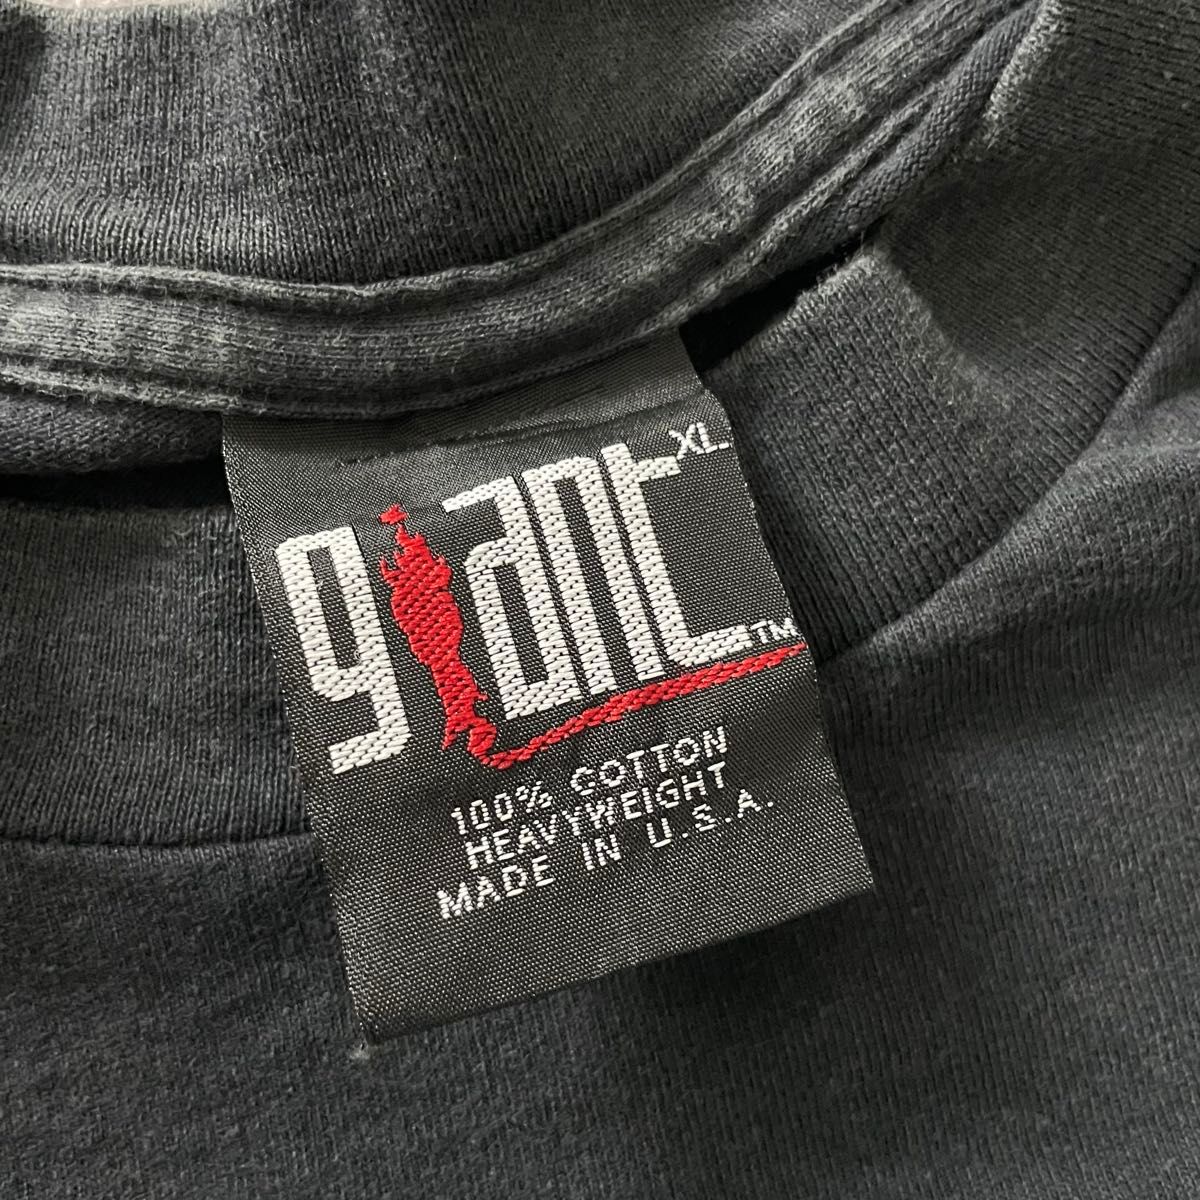 giant XL
TM
100% COTTON
HEAVYWEIGHT
MADE IN U.S.A.